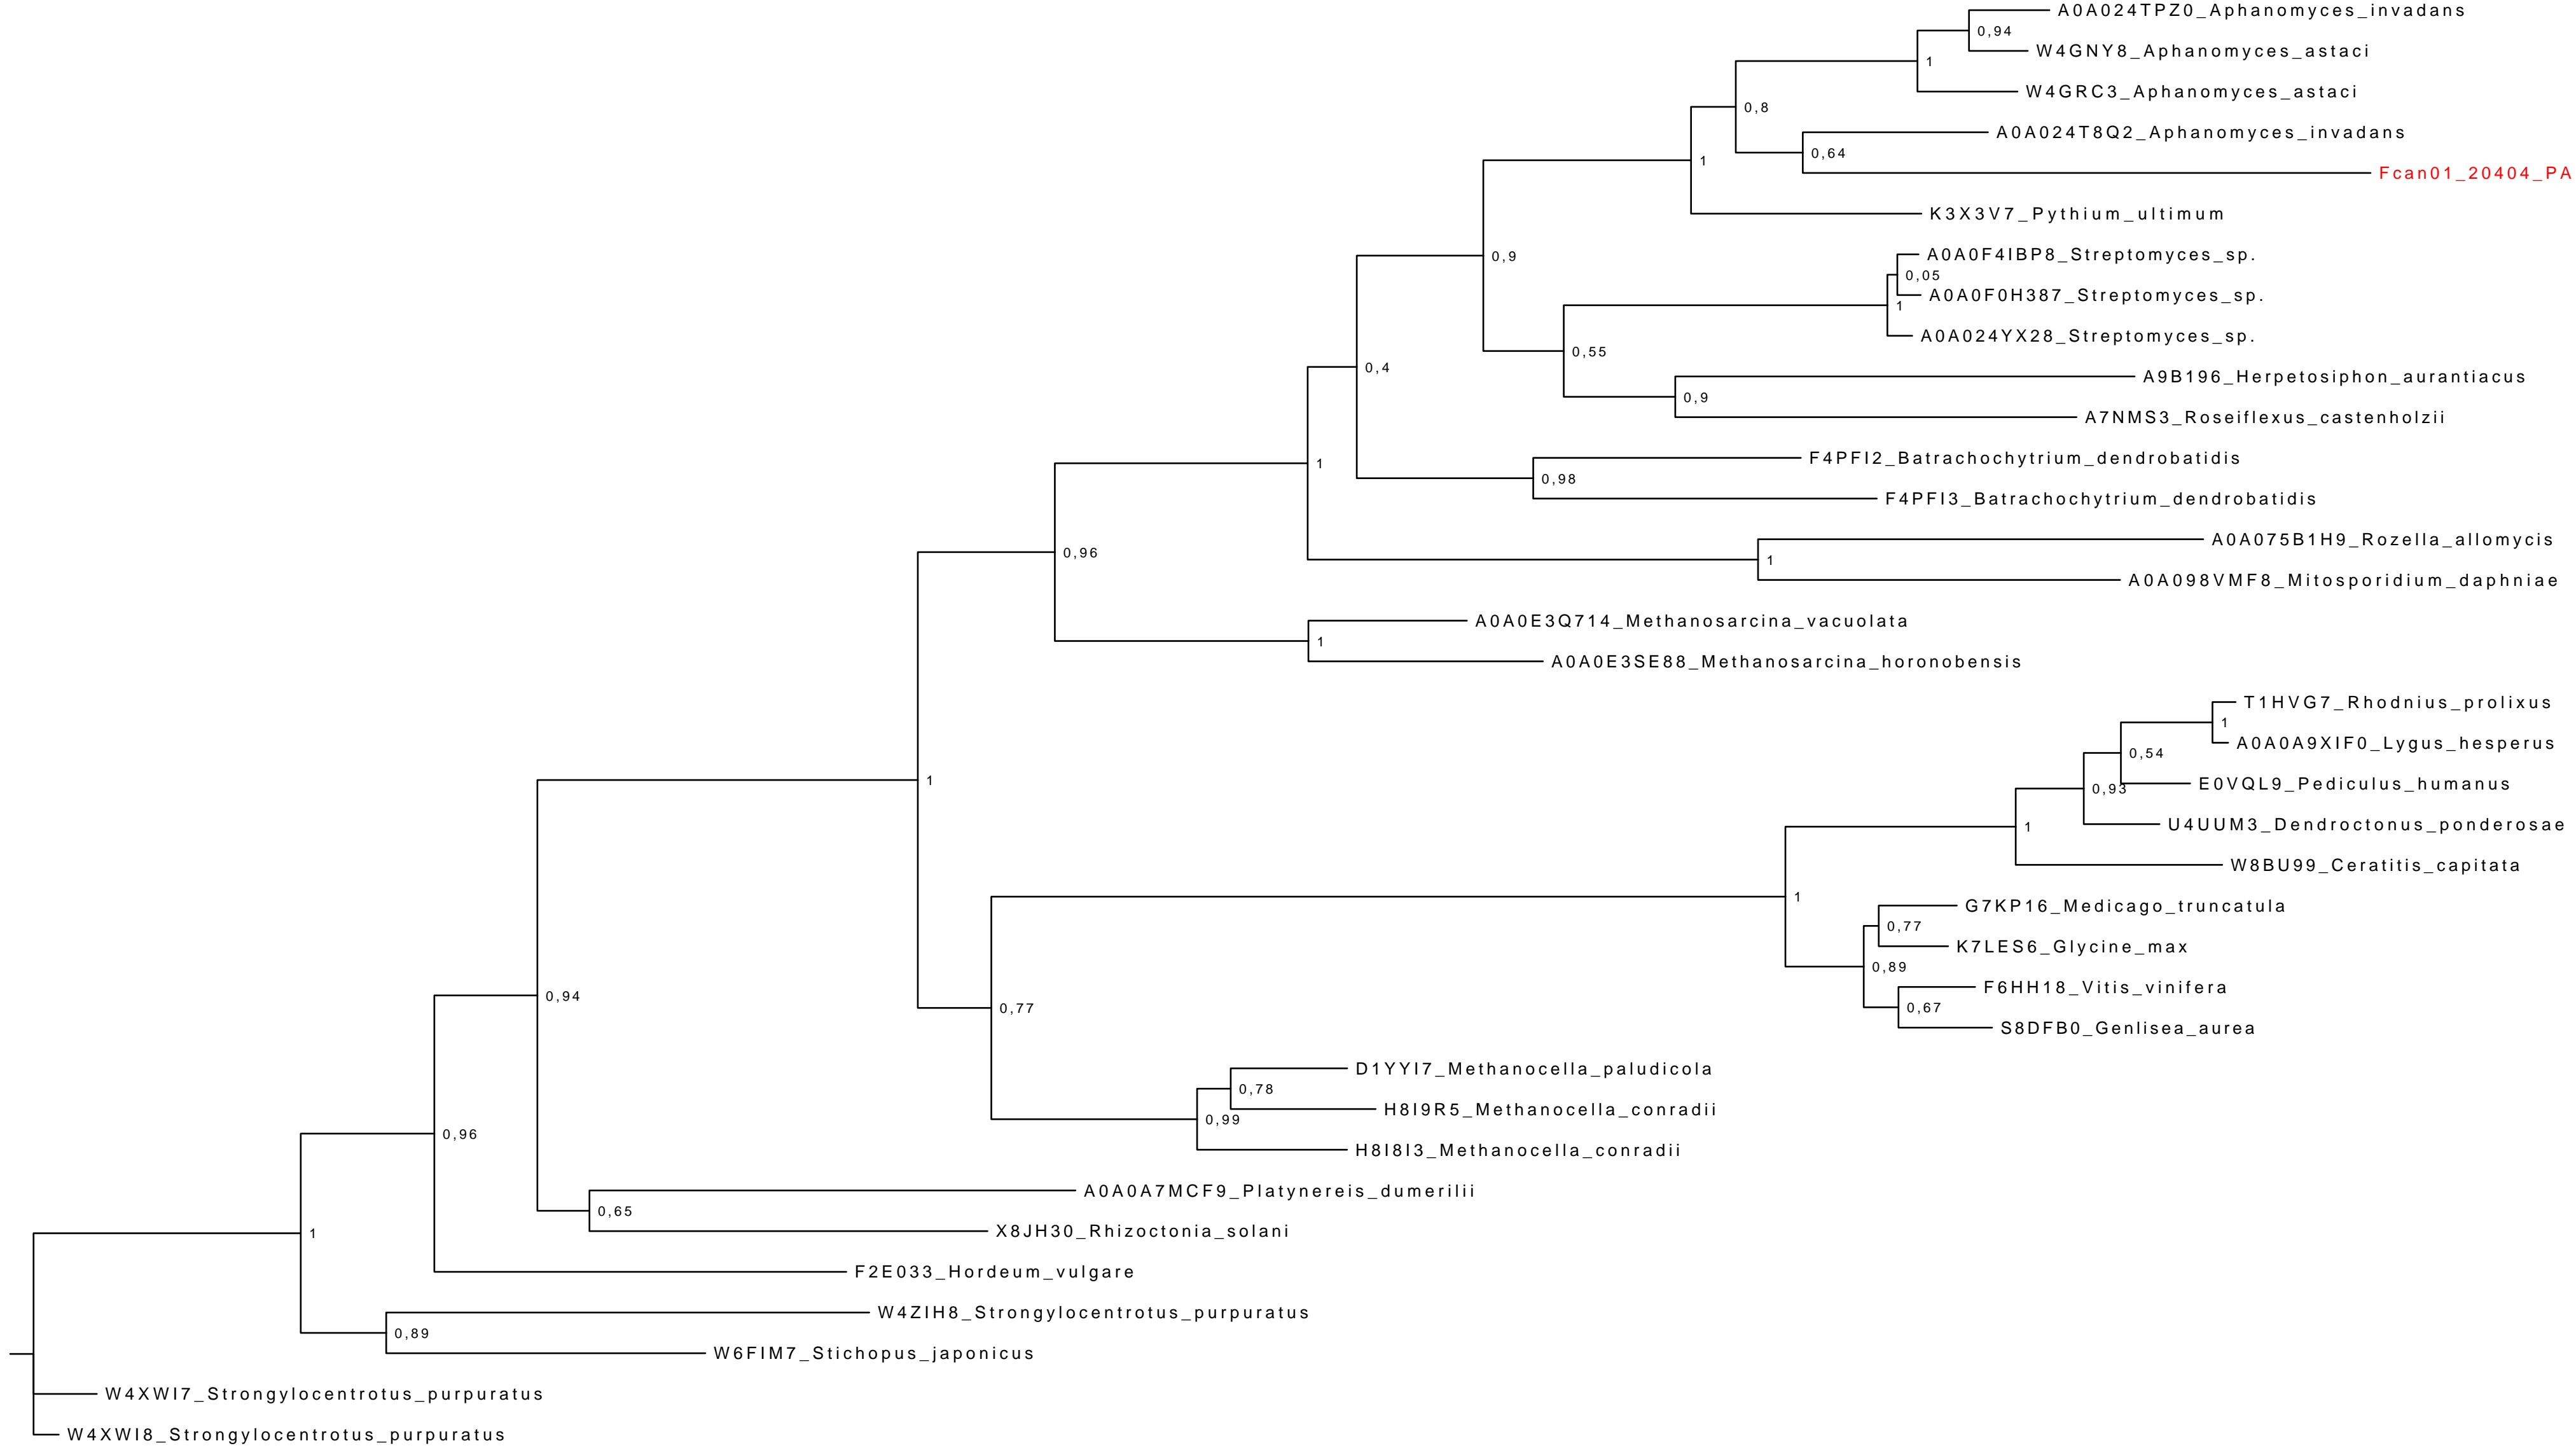 A0A024TPZ0_Aphanomyces_invadans
0,94
W4GNY8_Aphanomyces_astaci
1
W4GRC3_Aphanomyces_astaci
0,8
A0A024T8Q2_Aphanomyces_invadans
0,64
Fcan01_20404_PA
1
K3X3V7_Pythium_ultimum
A0A0F4IBP8_Streptomyces_sp.
0,9
0,05
A0A0F0H387_Streptomyces_sp.
1
A0A024YX28_Streptomyces_sp.
0,55
0,4
A9B196_Herpetosiphon_aurantiacus
0,9
A7NMS3_Roseiflexus_castenholzii
F4PFI2_Batrachochytrium_dendrobatidis
1
0,98
F4PFI3_Batrachochytrium_dendrobatidis
A0A075B1H9_Rozella_allomycis
0,96
1
A0A098VMF8_Mitosporidium_daphniae
A0A0E3Q714_Methanosarcina_vacuolata
1
A0A0E3SE88_Methanosarcina_horonobensis
T1HVG7_Rhodnius_prolixus
1
A0A0A9XIF0_Lygus_hesperus
0,54
1
E0VQL9_Pediculus_humanus
0,93
U4UUM3_Dendroctonus_ponderosae
1
W8BU99_Ceratitis_capitata
1
G7KP16_Medicago_truncatula
0,77
K7LES6_Glycine_max
0,89
F6HH18_Vitis_vinifera
0,94
0,77
0,67
S8DFB0_Genlisea_aurea
D1YYI7_Methanocella_paludicola
0,78
H8I9R5_Methanocella_conradii
0,99
0,96
H8I8I3_Methanocella_conradii
A0A0A7MCF9_Platynereis_dumerilii
0,65
X8JH30_Rhizoctonia_solani
1
F2E033_Hordeum_vulgare
W4ZIH8_Strongylocentrotus_purpuratus
0,89
W6FIM7_Stichopus_japonicus
W4XWI7_Strongylocentrotus_purpuratus
W4XWI8_Strongylocentrotus_purpuratus